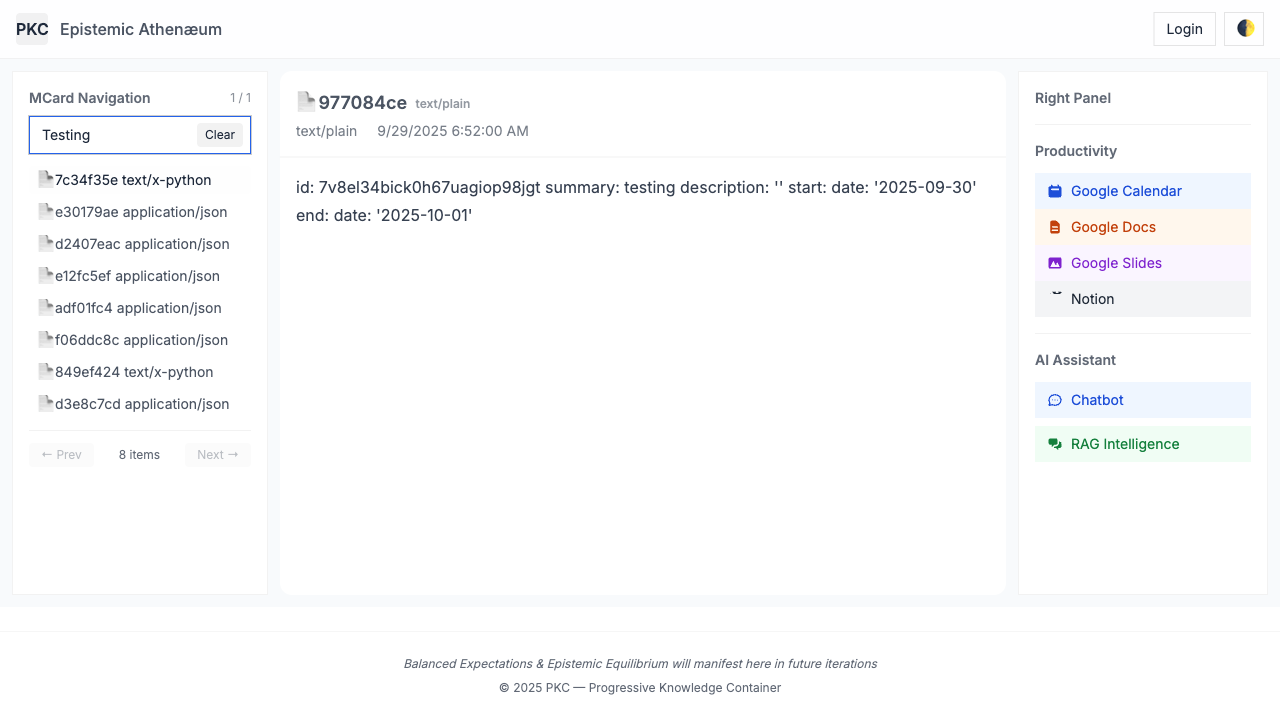 PKC Epistemic Athenæum
Login
MCard Navigation 1 / 1
Testing Clear
7c34f35e text/x-python
e30179ae application/json
d2407eac application/json
e12fc5ef application/json
adf01fc4 application/json
f06ddc8c application/json
849ef424 text/x-python
d3e8c7cd application/json
← Prev 8 items Next →
977084ce text/plain
text/plain 9/29/2025 6:52:00 AM
id: 7v8el34bick0h67uagiop98jgt summary: testing description: '' start: date: '2025-09-30'
end: date: '2025-10-01'
Right Panel
Productivity
Google Calendar
Google Docs
Google Slides
Notion
AI Assistant
Chatbot
RAG Intelligence
Balanced Expectations & Epistemic Equilibrium will manifest here in future iterations
© 2025 PKC — Progressive Knowledge Container